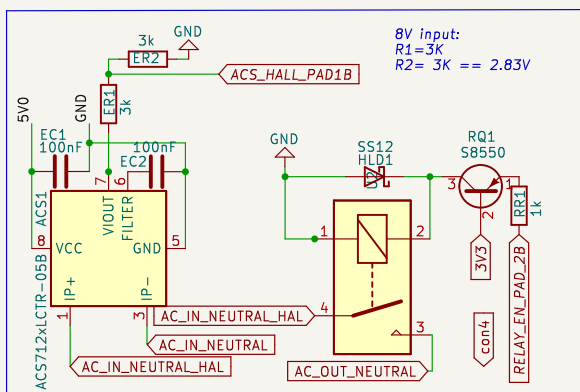 8V input:
R1=3K
R2= 3K == 2.83V
3k
GND
ER2
ACS_HALL_PAD1B
ER1
3k
5V0
GND
EC1
100nF
100nF
EC2
ACS1
7
6
VIOUT
FILTER
8
VCC
GND
5
IP+
IP-
1
3
ACS712xLCTR-05B
AC_IN_NEUTRAL_HAL
AC_IN_NEUTRAL
AC_IN_NEUTRAL_HAL
GND
SS12
HLD1
U2
1
2
4
3
AC_OUT_NEUTRAL
RQ1
S8550
3
1
2
RR1
1k
3V3
con4
RELAY_EN_PAD_2B